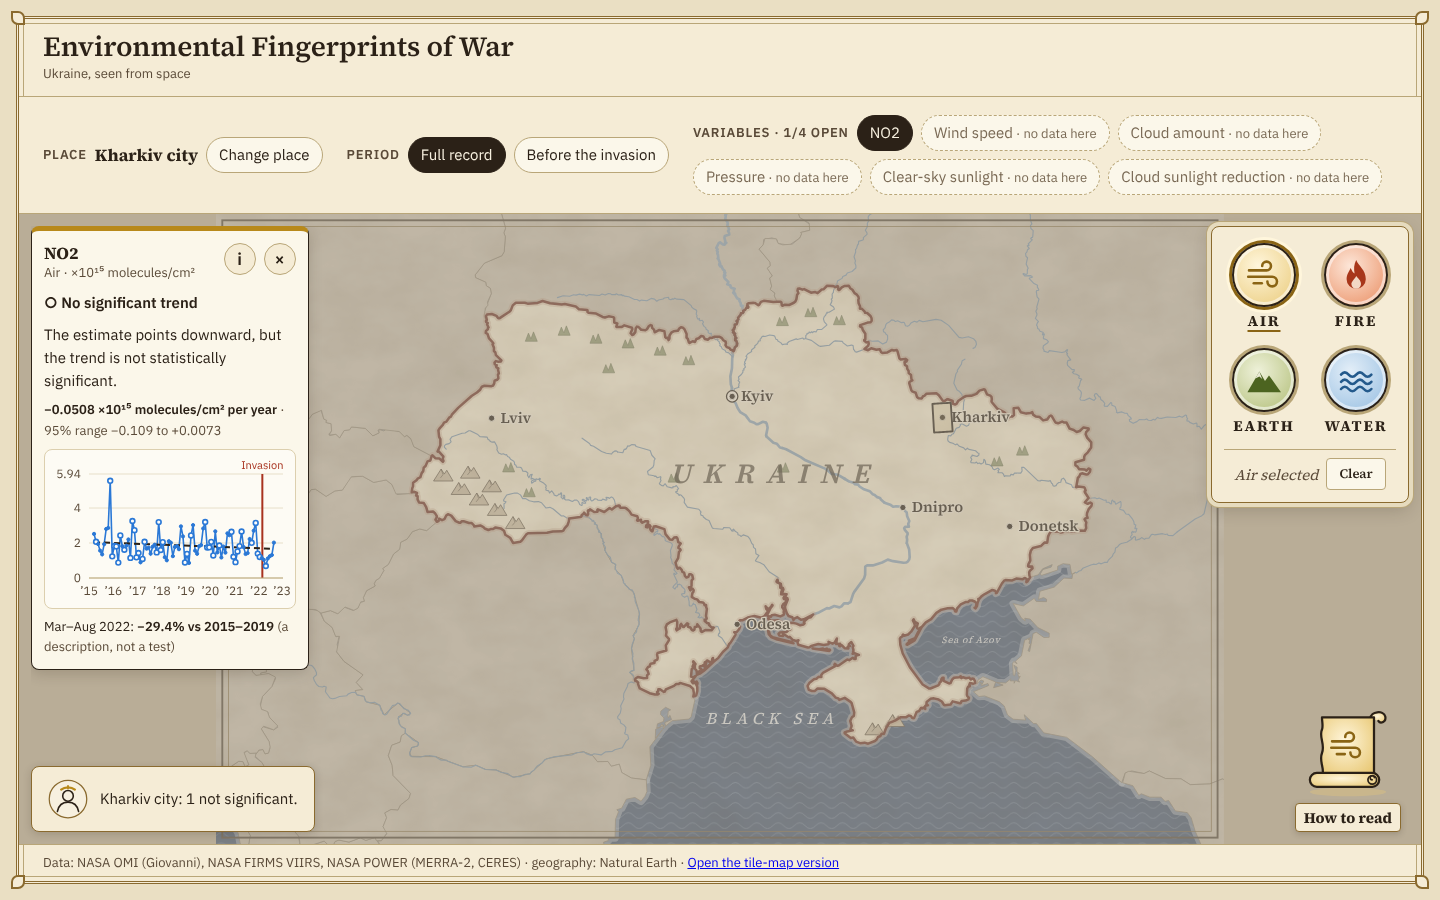 Environmental Fingerprints of War
Ukraine, seen from space
PLACE Kharkiv city Change place PERIOD Full record Before the invasion
VARIABLES · 1/4 OPEN NO2 Wind speed · no data here Cloud amount · no data here
Pressure · no data here Clear-sky sunlight · no data here Cloud sunlight reduction · no data here
NO2 i ×
Air · ×10¹⁵ molecules/cm²
No significant trend
The estimate points downward, but
the trend is not statistically
significant.
−0.0508 ×10¹⁵ molecules/cm² per year ·
95% range −0.109 to +0.0073
Invasion
5.94
4
2
0
’15 ’16 ’17 ’18 ’19 ’20 ’21 ’22 ’23
Mar–Aug 2022: −29.4% vs 2015–2019 (a
description, not a test)
Kharkiv city: 1 not significant.
Kyiv
Lviv
Kharkiv
UKRAINE
Dnipro
Donetsk
Odesa
Sea of Azov
BLACK SEA
AIR FIRE
EARTH WATER
Air selected Clear
How to read
Data: NASA OMI (Giovanni), NASA FIRMS VIIRS, NASA POWER (MERRA-2, CERES) · geography: Natural Earth · Open the tile-map version